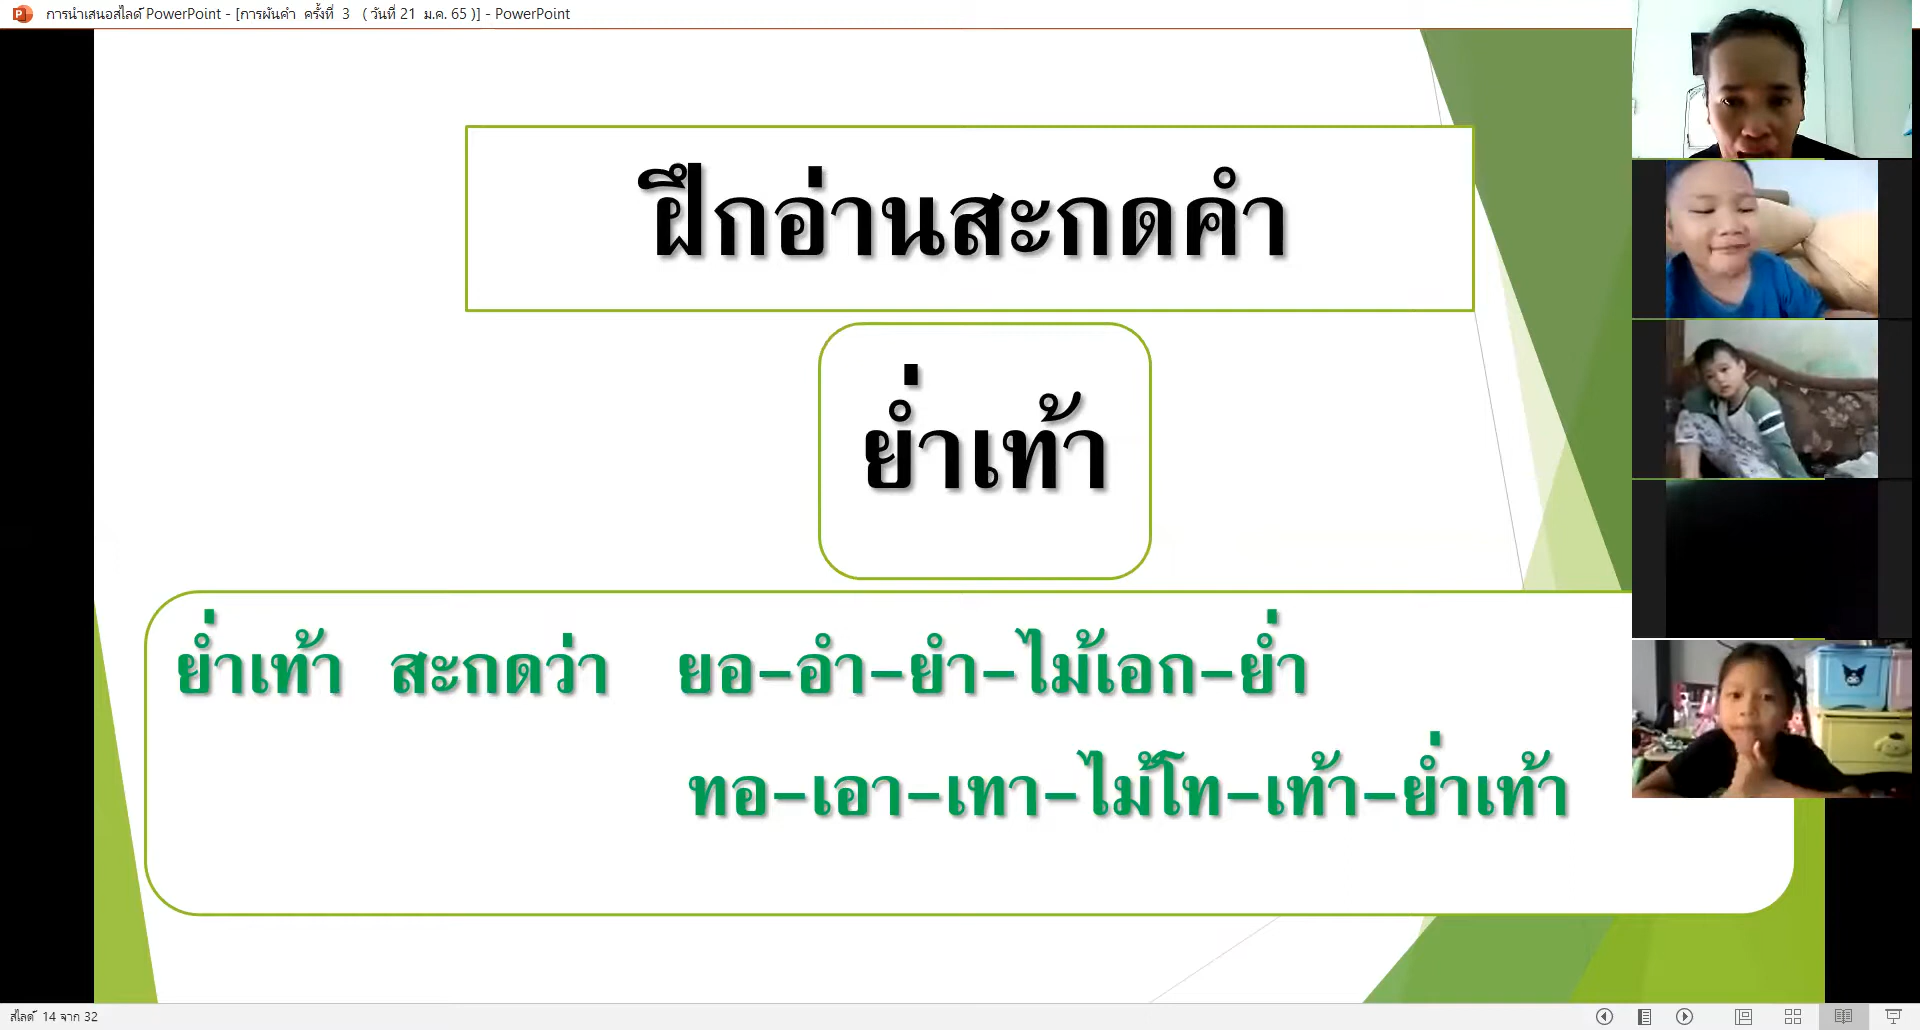 การนำเสนอสไลด์ PowerPoint - [การผันคำ ครั้งที่ 3 ( วันที่ 21 ม.ค. 65 )] - PowerPoint
ฝึกอ่านสะกดคำ
ย่ำเท้า
ย่ำเท้า สะกดว่า ยอ-อำ-ยำ-ไม้เอก-ย่ำ
ทอ-เอา-เทา-ไม้โท-เท้า-ย่ำเท้า
สไลด์ 14 จาก 32